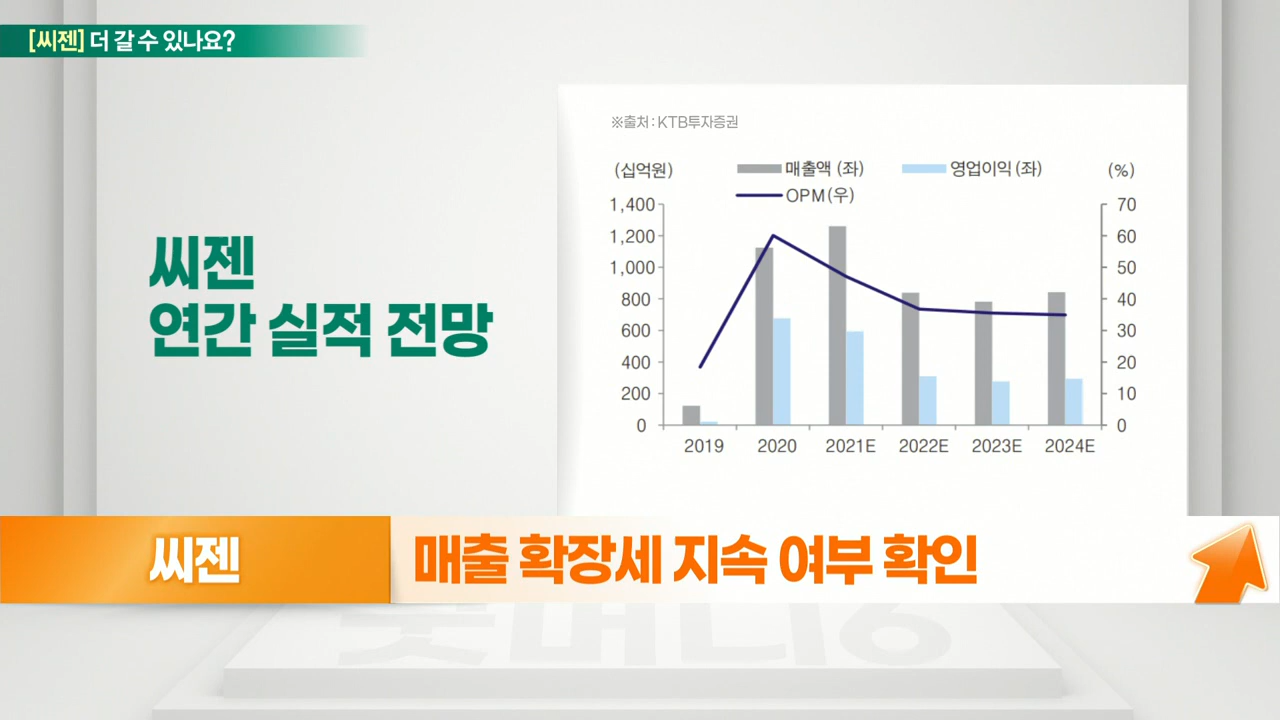 [씨젠] 더 갈 수 있나요?
※출처 : KTB투자증권
(십억원)
매출액 (좌)
영업이익 (좌)
(%)
OPM (우)
1,400
1,200
1,000
800
600
400
200
0
70
60
50
40
30
20
10
0
2019 2020 2021E 2022E 2023E 2024E
씨젠
연간 실적 전망
씨젠
매출 확장세 지속 여부 확인